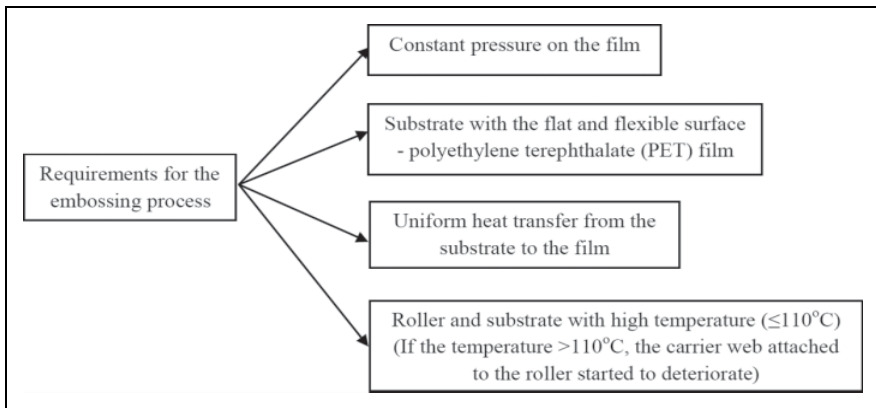 Constant pressure on the film
Substrate with the flat and flexible surface
- polyethylene terephthalate (PET) film
Requirements for the
embossing process
Uniform heat transfer from the
substrate to the film
Roller and substrate with high temperature (≤110°C)
(If the temperature >110°C, the carrier web attached
to the roller started to deteriorate)